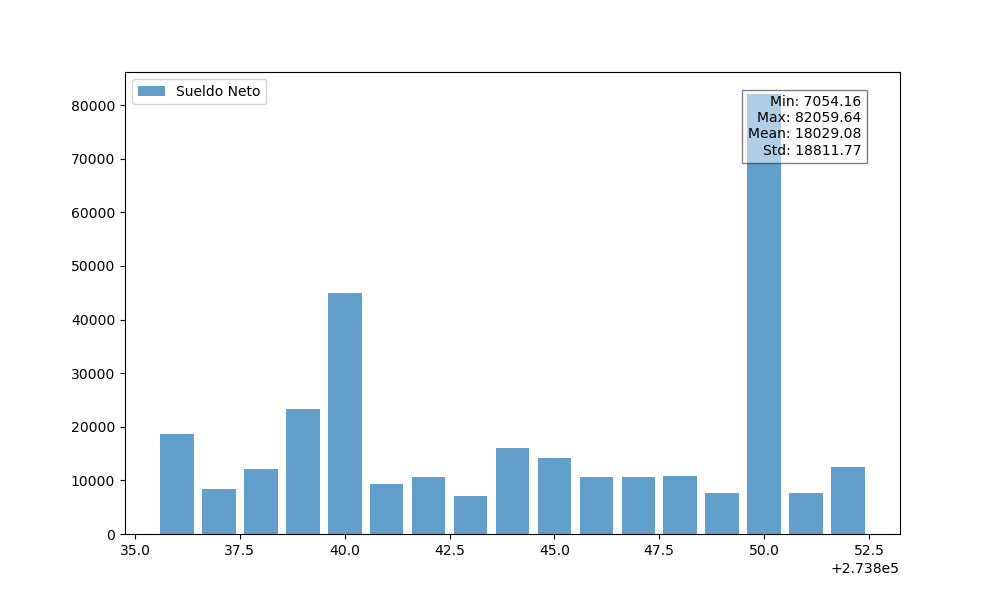 Sueldo Neto
Min: 7054.16
Max: 82059.64
Mean: 18029.08
Std: 18811.77
80000
70000
60000
50000
40000
30000
20000
10000
0
35.0 37.5 40.0 42.5 45.0 47.5 50.0 52.5
+2.738e5